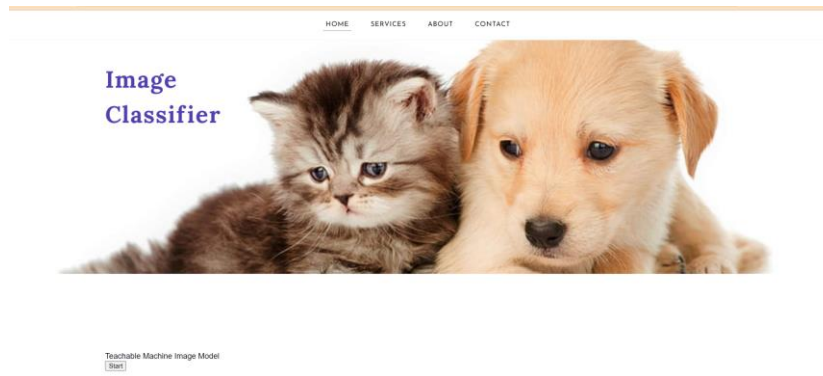 HOME SERVICES ABOUT CONTACT
Image
Classifier
Teachable Machine Image Model
Start